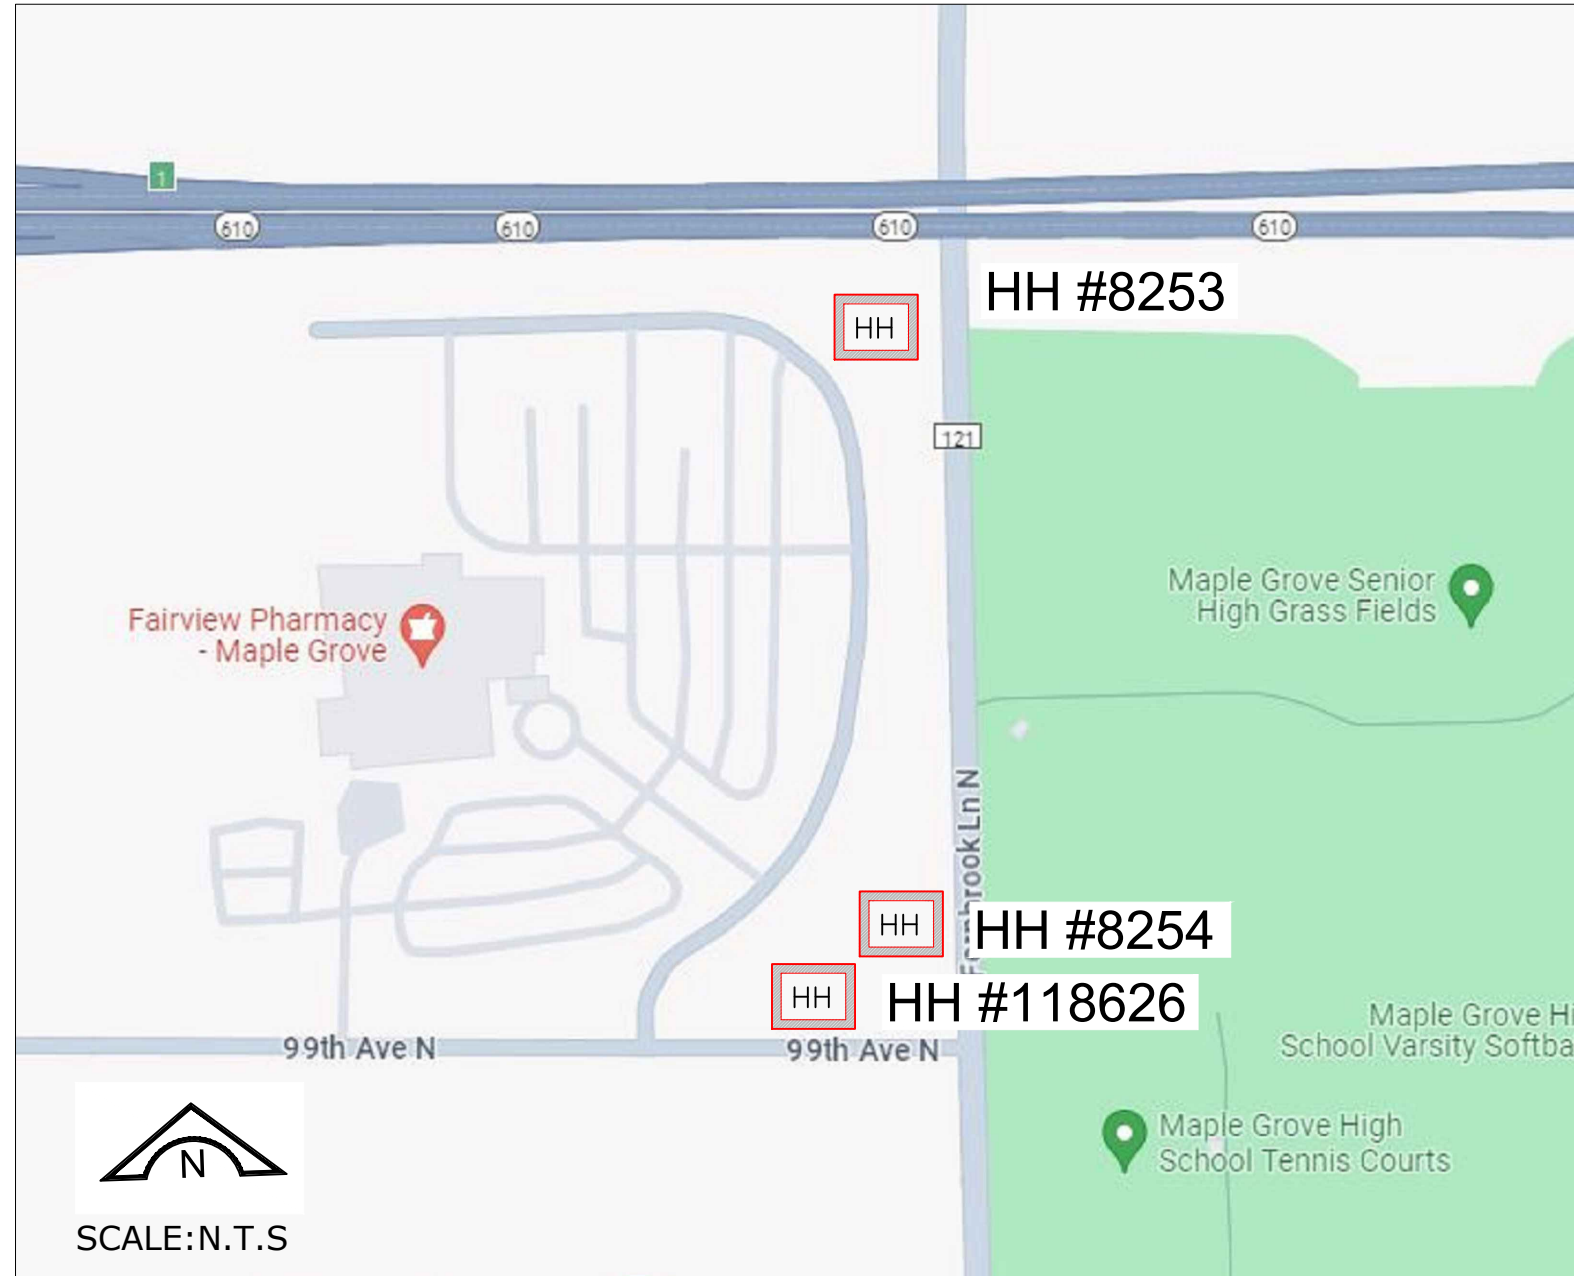 1
610
610
610
610
HH #8253
HH
121
Maple Grove Senior
High Grass Fields
Fairview Pharmacy
- Maple Grove
Ln N
HH
HH #8254
HH
HH #118626
Maple Grove Hi
School Varsity Softba
99th Ave N
99th Ave N
Maple Grove High
School Tennis Courts
N
SCALE:N.T.S